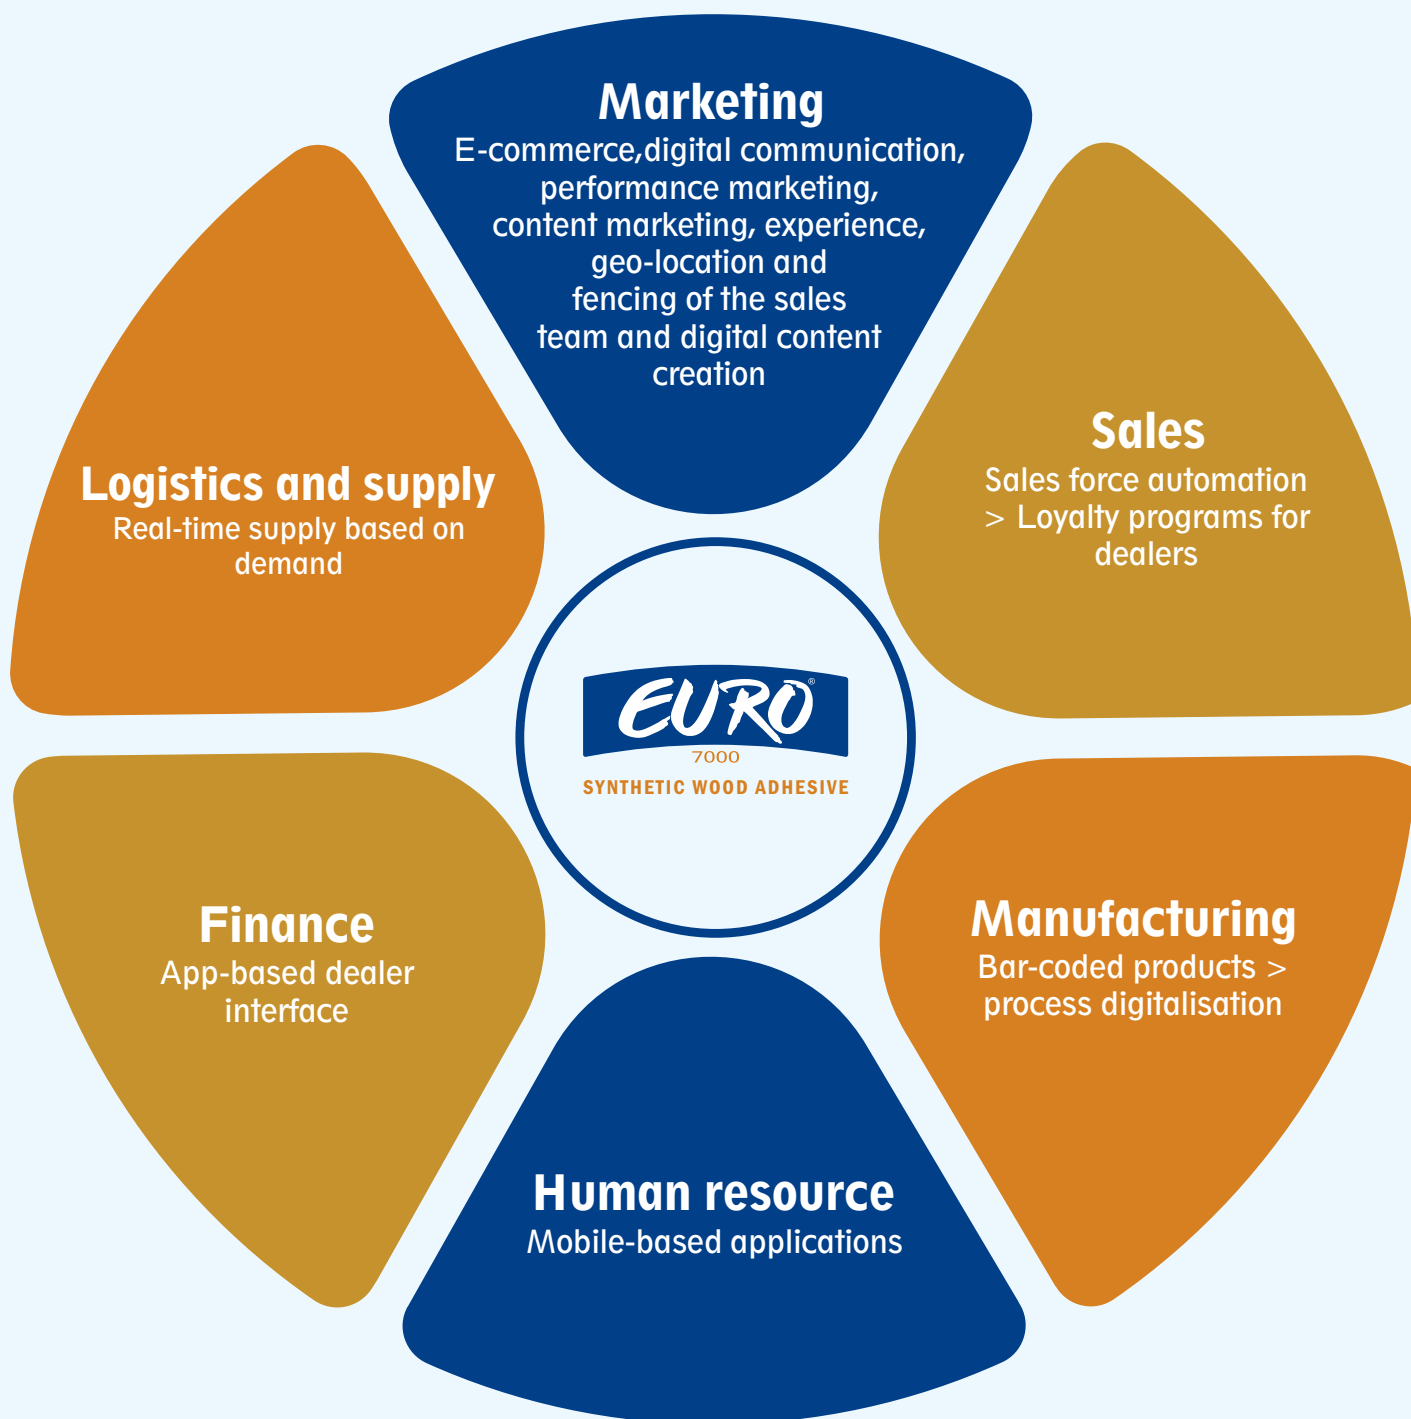 Marketing
E-commerce,digital communication,
performance marketing,
content marketing, experience,
geo-location and
fencing of the sales
team and digital content
creation
Sales
Sales force automation
> Loyalty programs for
dealers
Logistics and supply
Real-time supply based on
demand
EURO®
7000
SYNTHETIC WOOD ADHESIVE
Finance
App-based dealer
interface
Manufacturing
Bar-coded products >
process digitalisation
Human resource
Mobile-based applications